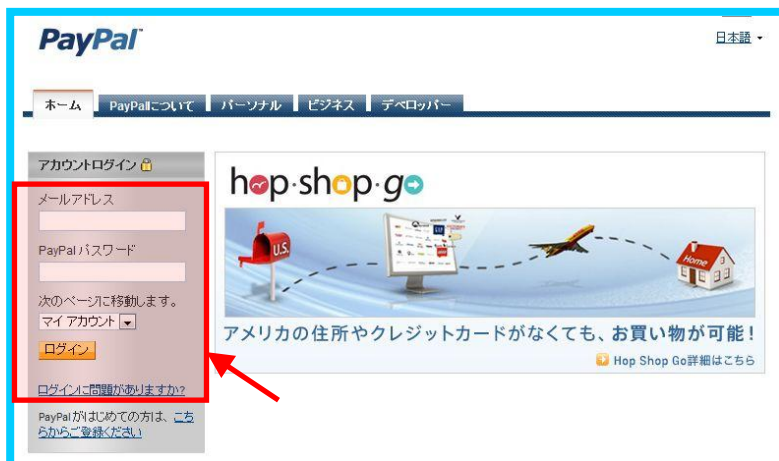 PayPal
日本語
ホーム PayPalについて パーソナル ビジネス デベロッパー
アカウントログイン
メールアドレス
PayPalパスワード
次のページに移動します。
マイ アカウント
ログイン
ログインに問題がありますか?
PayPalがはじめての方は、こち
らからご登録ください
hop·shop·go
U.S.
Home
アメリカの住所やクレジットカードがなくても、お買い物が可能!
Hop Shop Go詳細はこちら